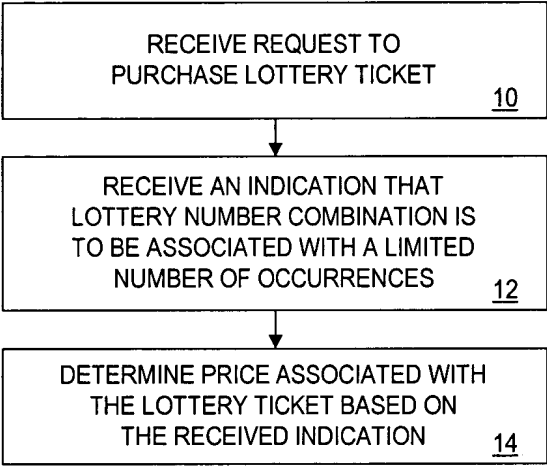 RECEIVE REQUEST TO
PURCHASE LOTTERY TICKET
10
RECEIVE AN INDICATION THAT
LOTTERY NUMBER COMBINATION IS
TO BE ASSOCIATED WITH A LIMITED
NUMBER OF OCCURRENCES
12
DETERMINE PRICE ASSOCIATED WITH
THE LOTTERY TICKET BASED ON
THE RECEIVED INDICATION
14